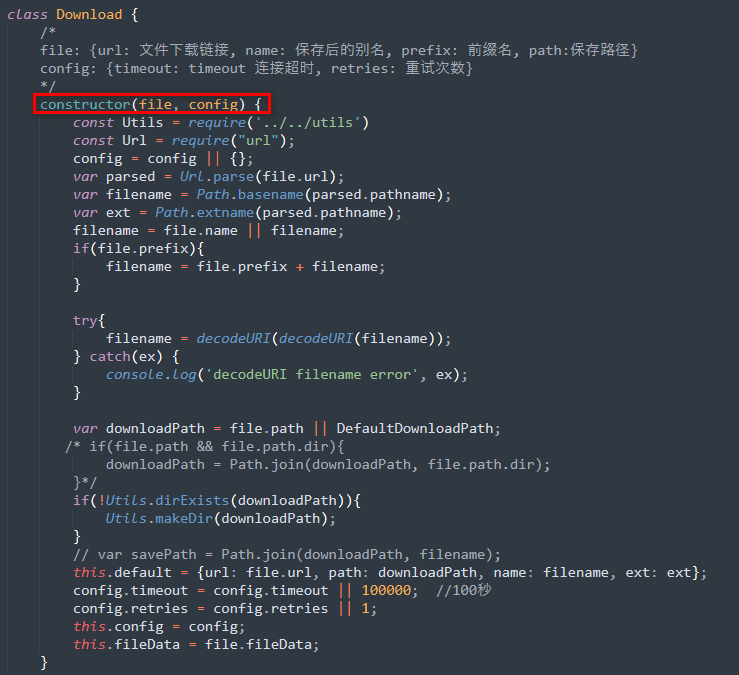 class Download {
/*
file: {url: 文件下载链接, name: 保存后的别名, prefix: 前缀名, path:保存路径}
config: {timeout: timeout 连接超时, retries: 重试次数}
*/
constructor(file, config) {
const Utils = require('../../utils')
const Url = require("url");
config = config || {};
var parsed = Url.parse(file.url);
var filename = Path.basename(parsed.pathname);
var ext = Path.extname(parsed.pathname);
filename = file.name || filename;
if(file.prefix){
filename = file.prefix + filename;
}
try{
filename = decodeURI(decodeURI(filename));
} catch(ex) {
console.log('decodeURI filename error', ex);
}
var downloadPath = file.path || DefaultDownloadPath;
/* if(file.path && file.path.dir){
downloadPath = Path.join(downloadPath, file.path.dir);
}*/
if(!Utils.dirExists(downloadPath)){
Utils.makeDir(downloadPath);
}
// var savePath = Path.join(downloadPath, filename);
this.default = {url: file.url, path: downloadPath, name: filename, ext: ext};
config.timeout = config.timeout || 100000; //100秒
config.retries = config.retries || 1;
this.config = config;
this.fileData = file.fileData;
}